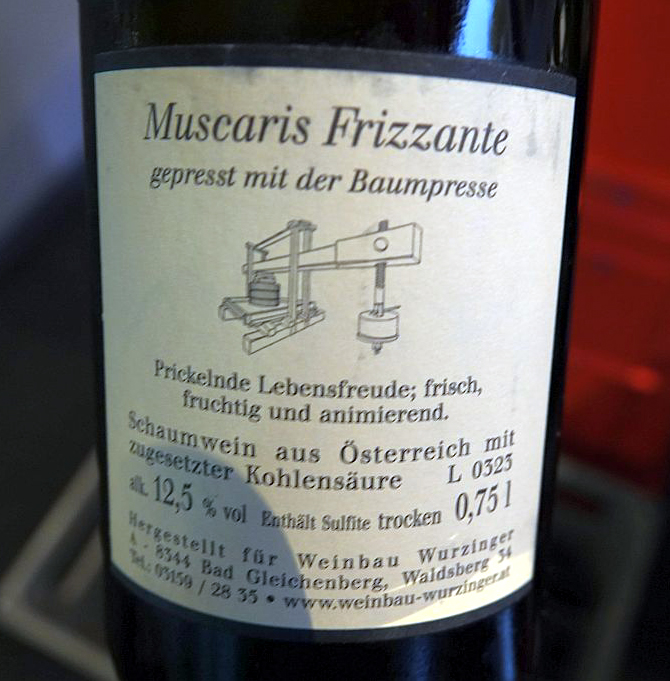 Muscaris Frizzante
gepresst mit der Baumpresse
Prickelnde Lebensfreude; frisch,
fruchtig und animierend.
Schaumwein aus Österreich mit
zugesetzter Kohlensäure L 0323
alk. 12,5 % vol Enthält Sulfite trocken 0,75 l
Hergestellt für Weinbau Wurzinger
A - 8344 Bad Gleichenberg, Waldsberg 34
Tel.: 03159 / 28 35 • www.weinbau-wurzinger.at